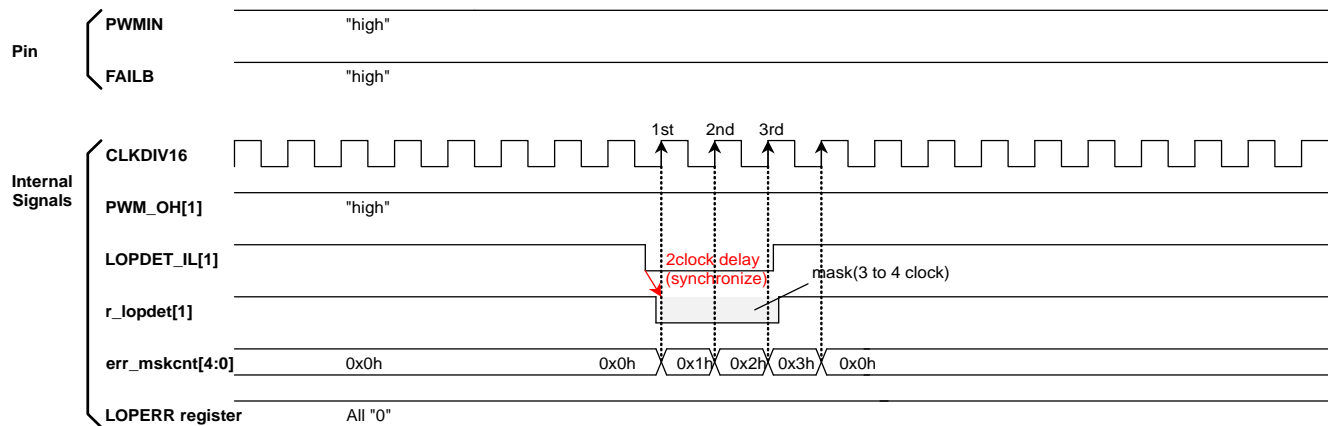 PWMIN "high"
Pin
FAILB "high"
1st 2nd 3rd
CLKDIV16
Internal
Signals
PWM_OH[1] "high"
LOPDET_IL[1]
2clock delay
(synchronize)
mask(3 to 4 clock)
r_lopdet[1]
err_mskcnt[4:0] 0x0h 0x0h 0x1h 0x2h 0x3h 0x0h
LOPERR register All "0"